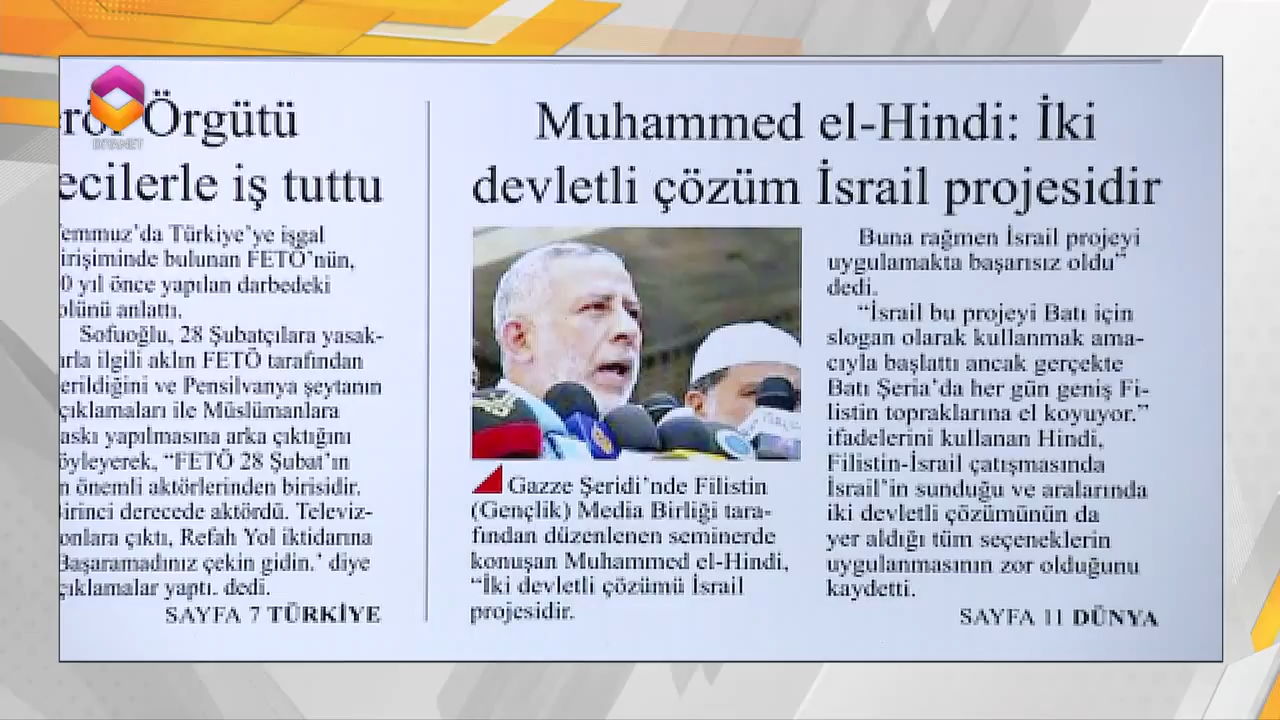 DİYANET
Örgütü
ecilerle iş tuttu
Temmuz'da Türkiye'ye işgal
girişiminde bulunan FETÖ'nün,
0 yıl önce yapılan darbedeki
olünü anlattı.
Sofuoğlu, 28 Şubatçılara yasak-
arla ilgili aklın FETÖ tarafından
erildiğini ve Pensilvanya şeytanın
çıklamaları ile Müslümanlara
askı yapılmasına arka çıktığını
öyleyerek, “FETÖ 28 Şubat'ın
n önemli aktörlerinden birisidir.
Birinci derecede aktördü. Televiz-
onlara çıktı, Refah Yol iktidarına
Başaramadınız çekin gidin.' diye
çıklamalar yaptı. dedi.
SAYFA 7 TÜRKİYE
Muhammed el-Hindi: İki
devletli çözüm İsrail projesidir
Gazze Şeridi'nde Filistin
(Gençlik) Media Birliği tara-
fından düzenlenen seminerde
konuşan Muhammed el-Hindi,
“İki devletli çözümü İsrail
projesidir.
Buna rağmen İsrail projeyi
uygulamakta başarısız oldu”
dedi.
“İsrail bu projeyi Batı için
slogan olarak kullanmak ama-
cıyla başlattı ancak gerçekte
Batı Şeria'da her gün geniş Fi-
listin topraklarına el koyuyor.”
ifadelerini kullanan Hindi,
Filistin-İsrail çatışmasında
İsrail'in sunduğu ve aralarında
iki devletli çözümünün da
yer aldığı tüm seçeneklerin
uygulanmasının zor olduğunu
kaydetti.
SAYFA 11 DÜNYA